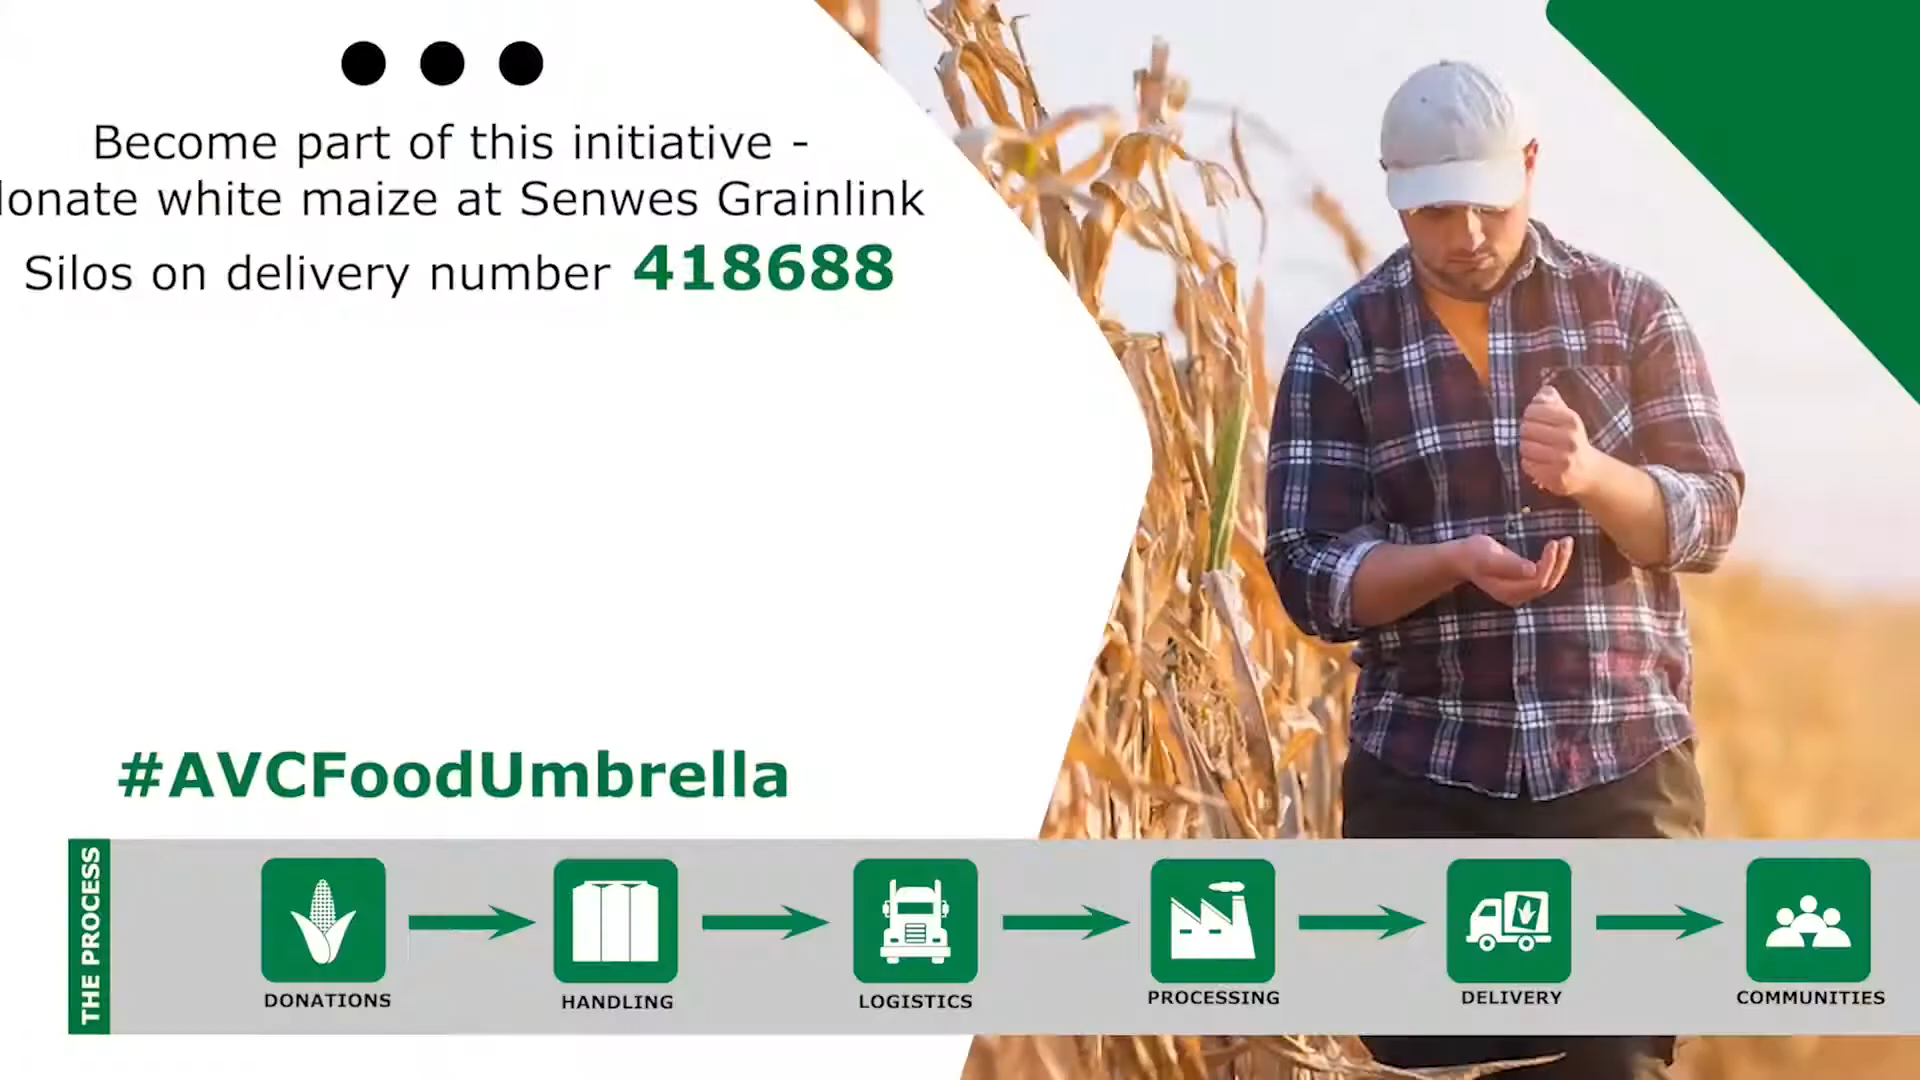 Become part of this initiative -
donate white maize at Senwes Grainlink
Silos on delivery number 418688
#AVCFoodUmbrella
THE PROCESS
DONATIONS
HANDLING
LOGISTICS
PROCESSING
DELIVERY
COMMUNITIES